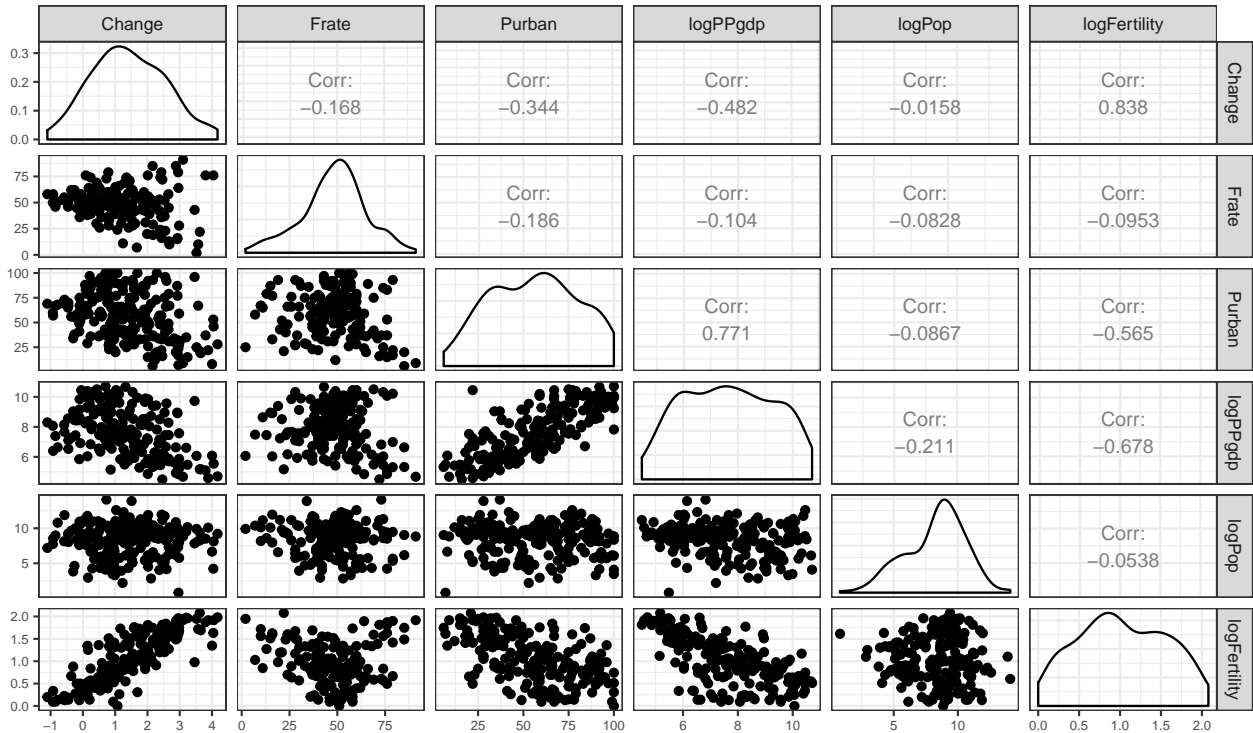 Change Frate Purban logPPgdp logPop logFertility
0.3
0.2
0.1
0.0
Corr:
−0.168
Corr:
−0.344
Corr:
−0.482
Corr:
−0.0158
Corr:
0.838
Change
75
50
25
0
Corr:
−0.186
Corr:
−0.104
Corr:
−0.0828
Corr:
−0.0953
Frate
100
75
50
25
Corr:
0.771
Corr:
−0.0867
Corr:
−0.565
Purban
10
8
6
Corr:
−0.211
Corr:
−0.678
logPPgdp
10
5
Corr:
−0.0538
logPop
2.0
1.5
1.0
0.5
0.0
logFertility
−1 0 1 2 3 4 0 25 50 75 25 50 75 100 6 8 10 5 10 0.0 0.5 1.0 1.5 2.0